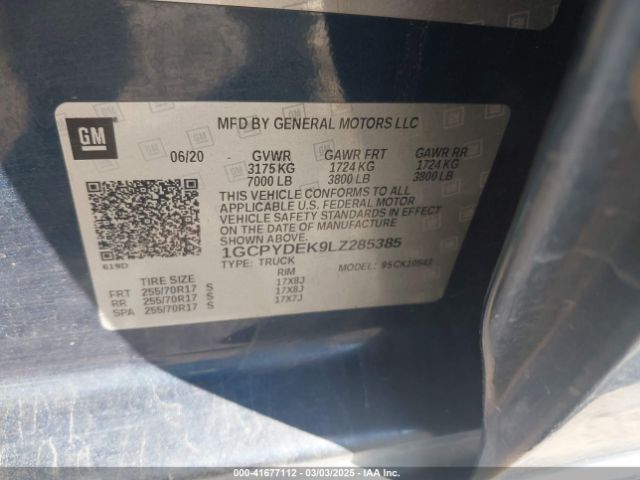 GM
MFD BY GENERAL MOTORS LLC
06/20 GVWR GAWR FRT GAWR RR
3175 KG 1724 KG 1724 KG
7000 LB 3800 LB 3800 LB
THIS VEHICLE CONFORMS TO ALL
APPLICABLE U.S. FEDERAL MOTOR
VEHICLE SAFETY STANDARDS IN EFFECT
ON THE DATE OF MANUFACTURE
SHOWN ABOVE.
1GCPYDEK9LZ285385
619D
TYPE: TRUCK MODEL: 9SCK10543
TIRE SIZE RIM
FRT 255/70R17 S 17X8J
RR 255/70R17 S 17X8J
SPA 255/70R17 S 17X7J
000-41677112 — 03/03/2025 — IAA Inc.